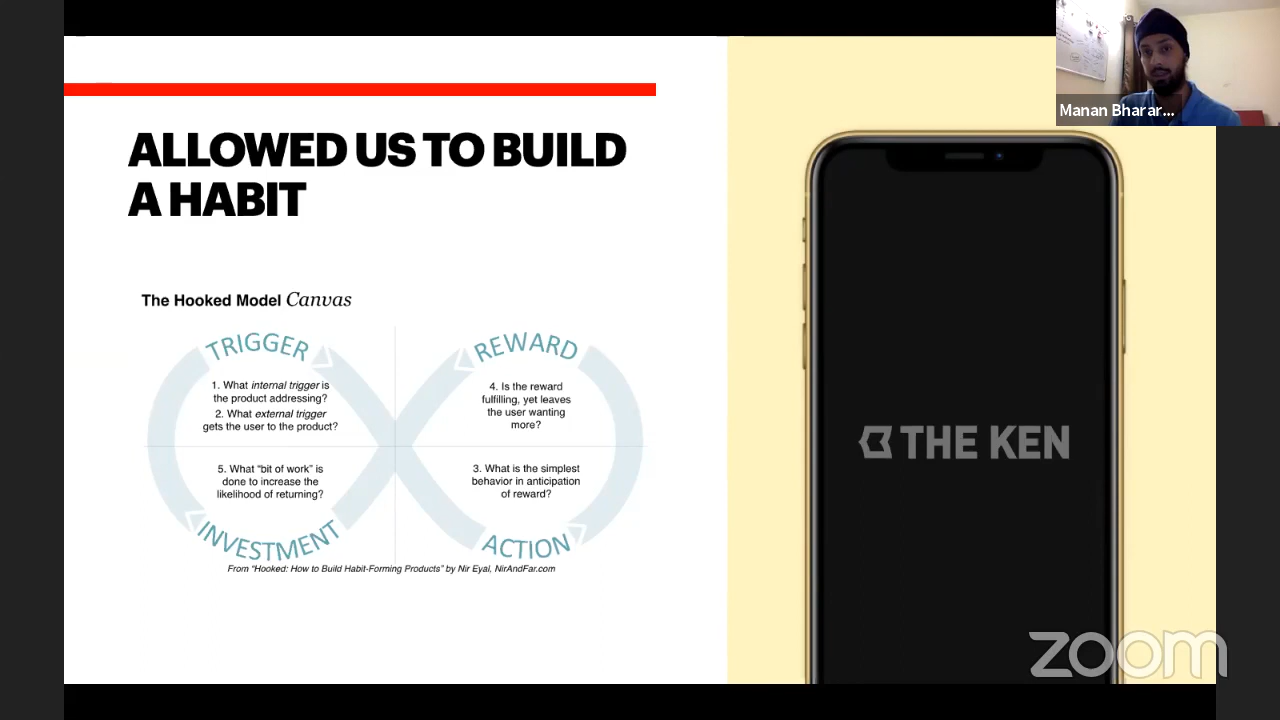 Manan Bharar...
ALLOWED US TO BUILD
A HABIT
The Hooked Model Canvas
TRIGGER
1. What internal trigger is
the product addressing?
2. What external trigger
gets the user to the product?
REWARD
4. Is the reward
fulfilling, yet leaves
the user wanting
more?
5. What “bit of work” is
done to increase the
likelihood of returning?
INVESTMENT
3. What is the simplest
behavior in anticipation
of reward?
ACTION
From “Hooked: How to Build Habit-Forming Products” by Nir Eyal, NirAndFar.com
THE KEN
zoom